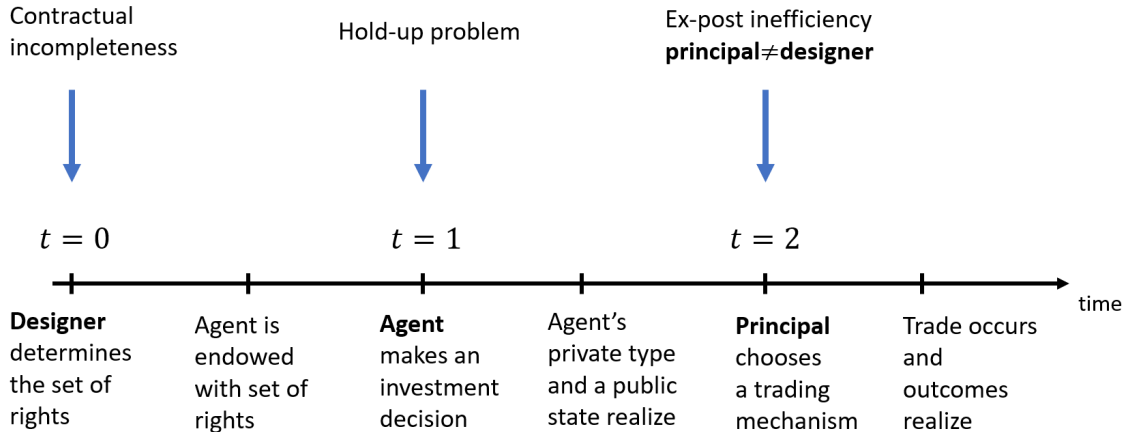 Contractual
incompleteness
Hold-up problem
Ex-post inefficiency
principal≠designer
t = 0
t = 1
t = 2
time
Designer
determines
the set of
rights
Agent is
endowed
with set of
rights
Agent
makes an
investment
decision
Agent's
private type
and a public
state realize
Principal
chooses
a trading
mechanism
Trade occurs
and
outcomes
realize